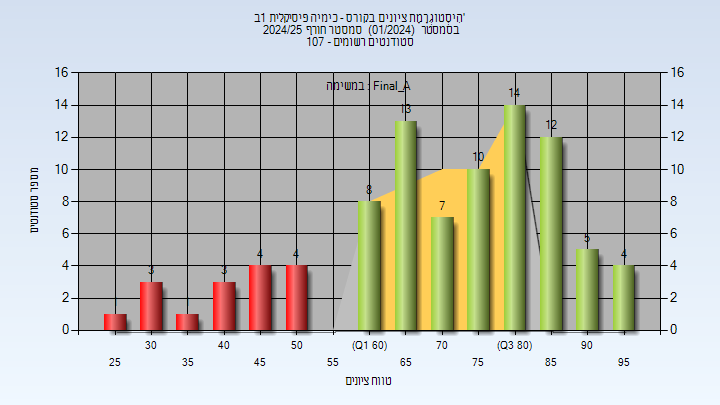 הִיסְטוגְרָמַת ציונים בקורס - כימיה פיסיקלית 1ב'
בסמסטר (01/2024) סמסטר חורף 2024/25
סטודנטים רשומים - 107
במשימה : Final_A
מספר סטודנטים
16 14 12 10 8 6 4 2 0
16 14 12 10 8 6 4 2 0
3 3 4 4 8 13 7 10 14 12 5 4
30 40 50 (Q1 60) 70 (Q3 80) 90
25 35 45 55 65 75 85 95
טווח ציונים